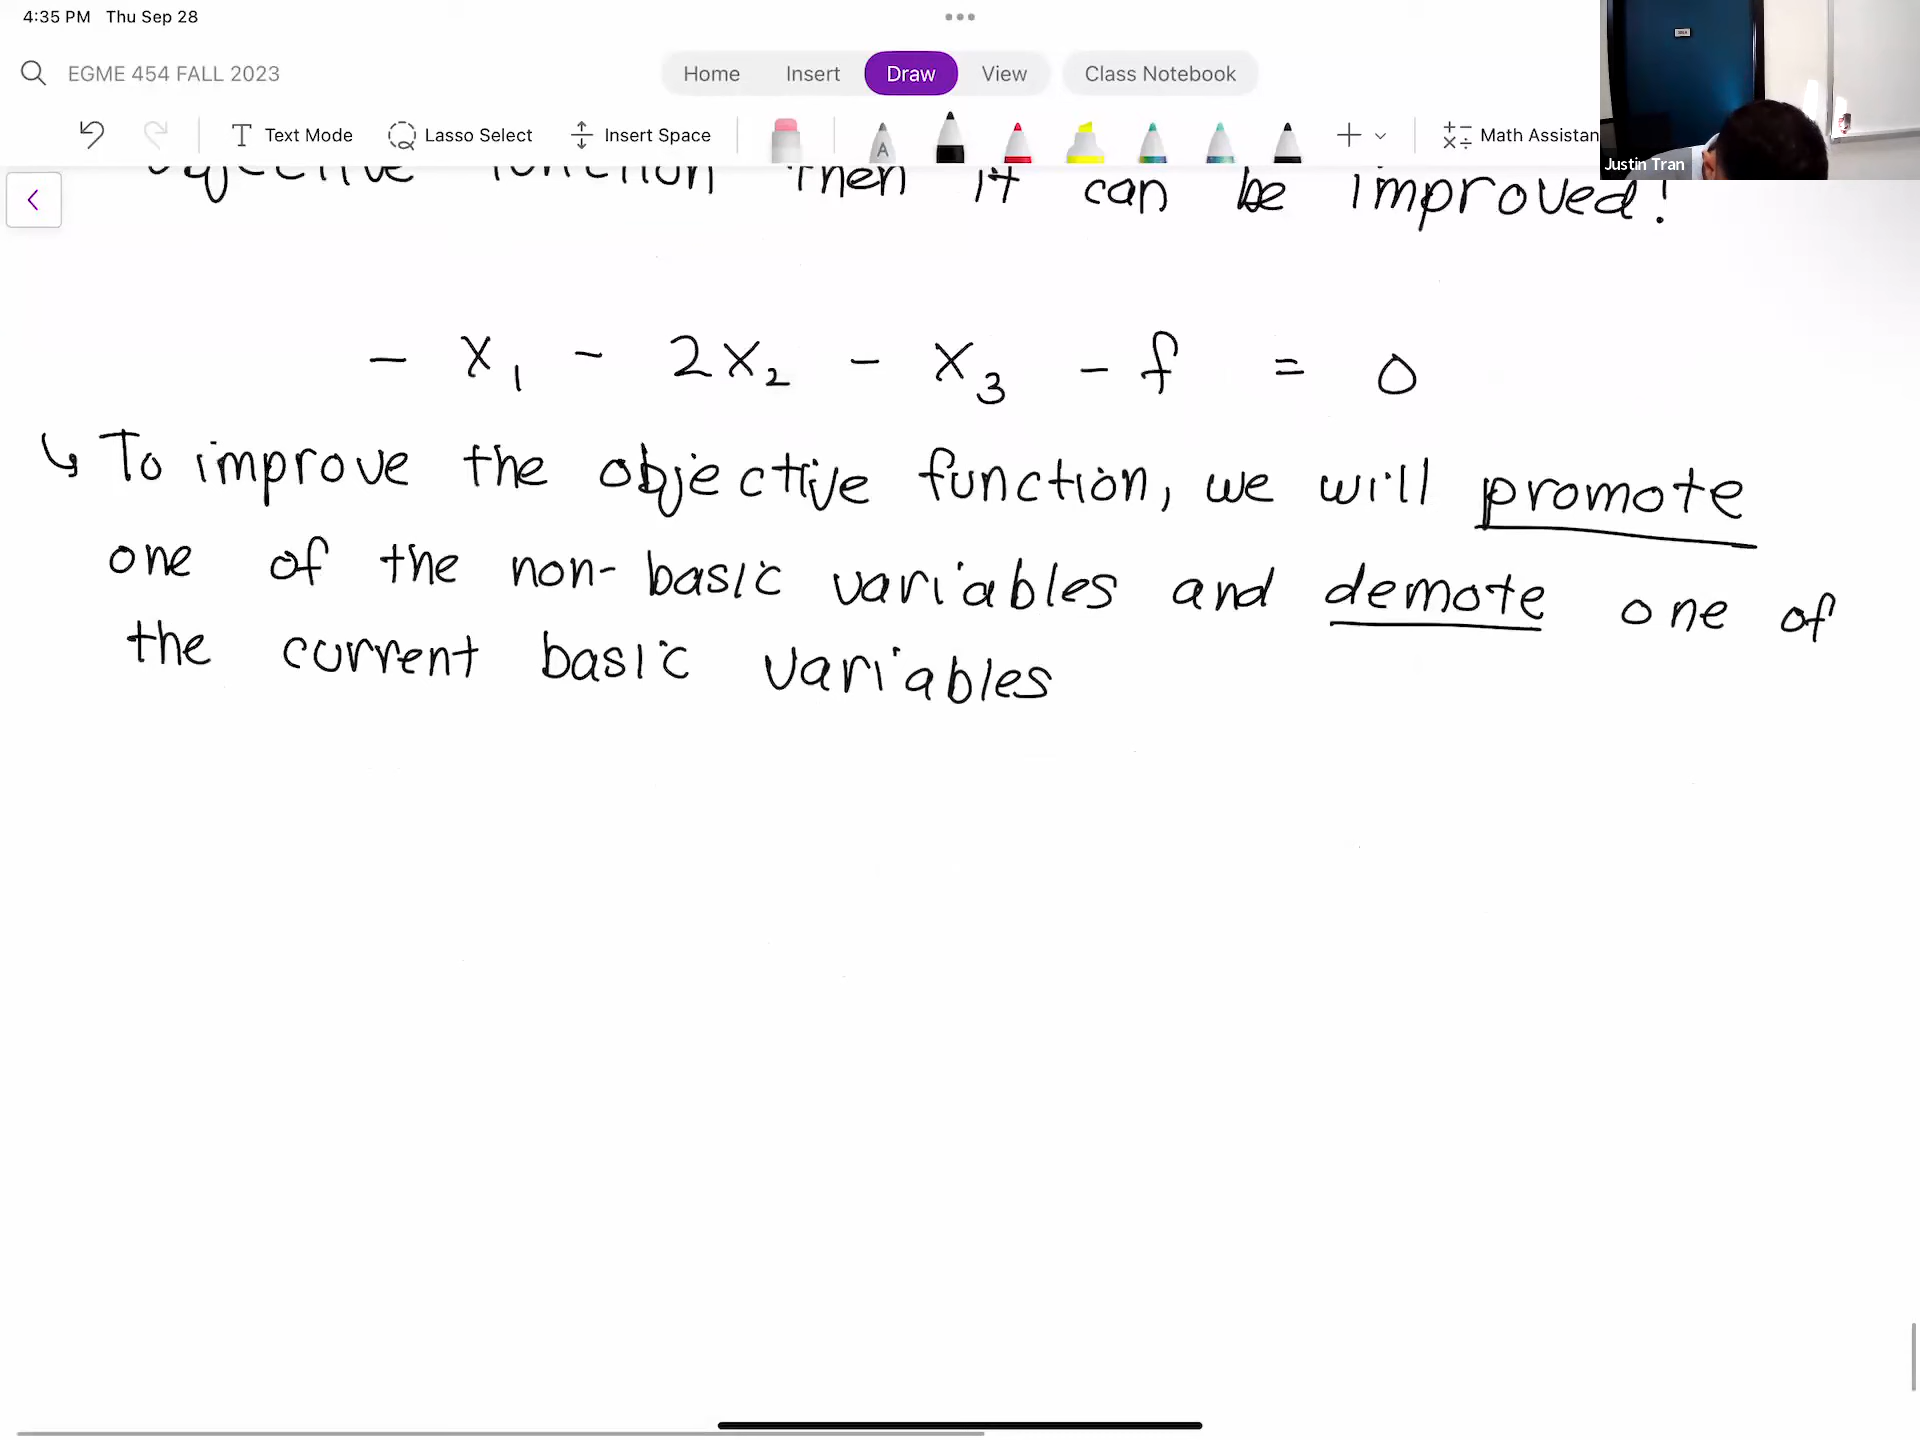 4:35 PM Thu Sep 28
EGME 454 FALL 2023
Home Insert Draw View Class Notebook
Text Mode Lasso Select Insert Space A Math Assistan
Justin Tran
objective function then it can be improved!
- x₁ - 2x₂ - x₃ - f = 0
↳ To improve the objective function, we will promote
one of the non-basic variables and demote one of
the current basic variables